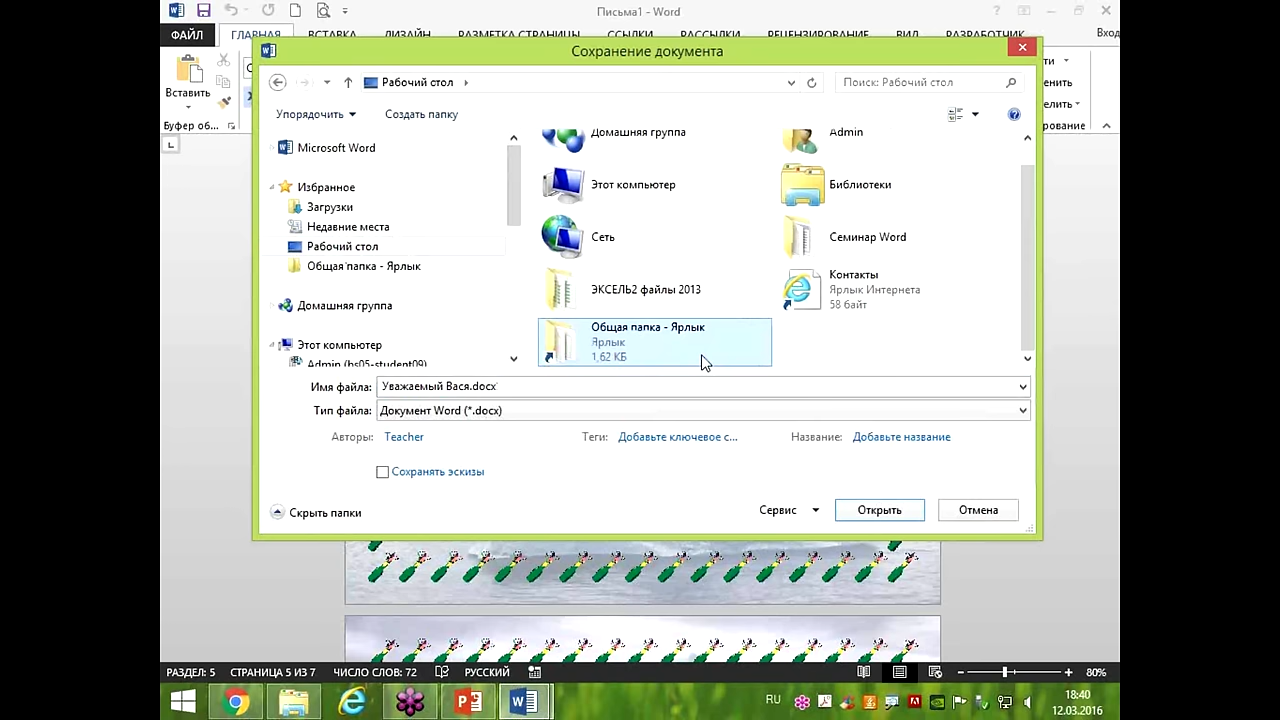 Письма1 - Word
ФАЙЛ ГЛАВНАЯ ВСТАВКА ДИЗАЙН РАЗМЕТКА СТРАНИЦЫ ССЫЛКИ РАССЫЛКИ РЕЦЕНЗИРОВАНИЕ ВИД РАЗРАБОТЧИК Вход
Сохранение документа
Вставить
Буфер об...
Рабочий стол
Поиск: Рабочий стол
Упорядочить
Создать папку
Microsoft Word
Избранное
Загрузки
Недавние места
Рабочий стол
Общая папка - Ярлык
Домашняя группа
Этот компьютер
Admin (bs05-student09)
Домашняя группа
Admin
Этот компьютер
Библиотеки
Сеть
Семинар Word
ЭКСЕЛЬ2 файлы 2013
Контакты
Ярлык Интернета
58 байт
Общая папка - Ярлык
Ярлык
1,62 КБ
Имя файла: Уважаемый Вася.docx
Тип файла: Документ Word (*.docx)
Авторы: Teacher
Теги: Добавьте ключевое с...
Название: Добавьте название
Сохранять эскизы
Скрыть папки
Сервис
Открыть
Отмена
РАЗДЕЛ: 5 СТРАНИЦА 5 ИЗ 7 ЧИСЛО СЛОВ: 72 РУССКИЙ 80%
RU
18:40
12.03.2016